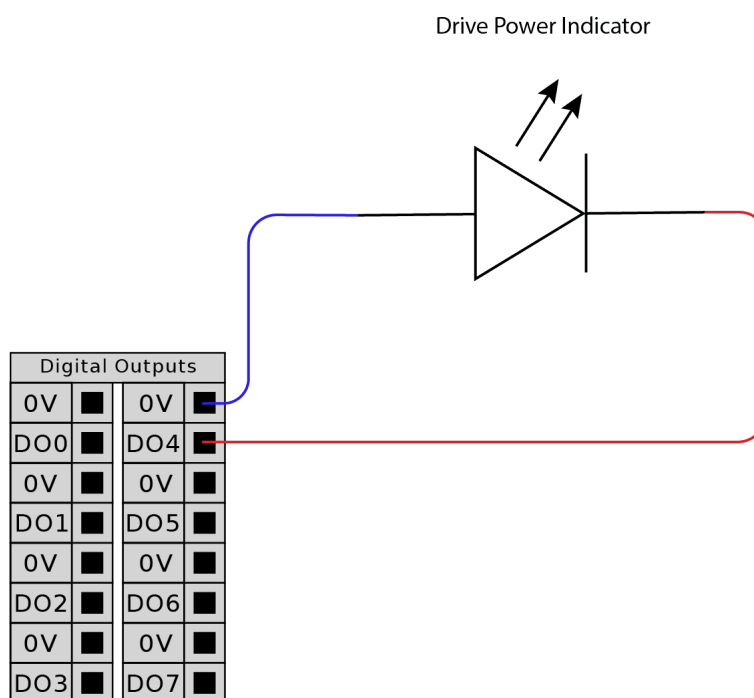 Drive Power Indicator
Digital Outputs
0V 0V
DO0 DO4
0V 0V
DO1 DO5
0V 0V
DO2 DO6
0V 0V
DO3 DO7